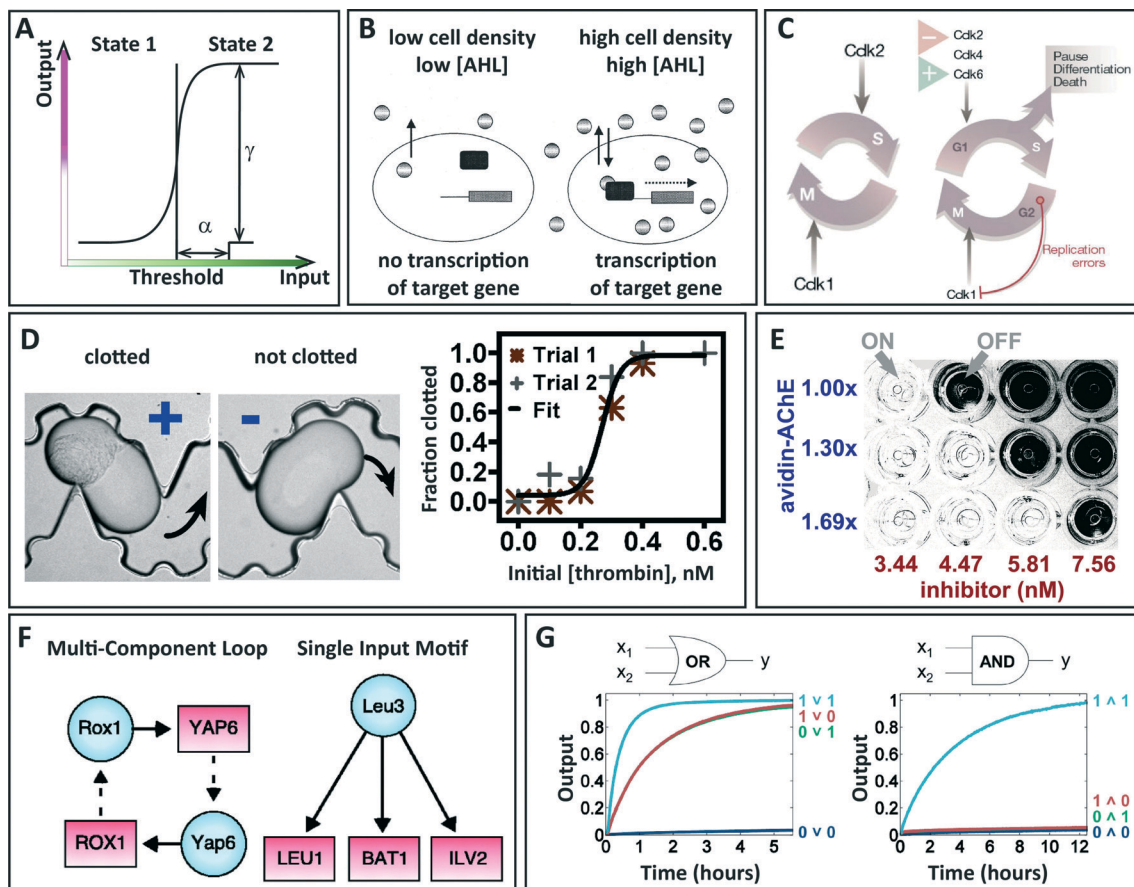 A
State 1
State 2
Output
γ
α
Threshold
Input
B
low cell density
low [AHL]
high cell density
high [AHL]
no transcription
of target gene
transcription
of target gene
C
Cdk2
S
M
Cdk1
−
+
Cdk2
Cdk4
Cdk6
Pause
Differentiation
Death
G1
S
M
G2
Replication
errors
Cdk1
D
clotted
not clotted
+
-
Fraction clotted
1.0
0.8
0.6
0.4
0.2
0.0
Trial 1
Trial 2
Fit
0.0
0.2
0.4
0.6
Initial [thrombin], nM
E
ON
OFF
avidin-AChE
1.00x
1.30x
1.69x
3.44
4.47
5.81
7.56
inhibitor (nM)
F
Multi-Component Loop
Single Input Motif
Rox1
YAP6
ROX1
Yap6
Leu3
LEU1
BAT1
ILV2
G
x1
x2
OR
y
Output
1
0.8
0.6
0.4
0.2
0
1 ∨ 1
1 ∨ 0
0 ∨ 1
0 ∨ 0
0 1 2 3 4 5
Time (hours)
x1
x2
AND
y
Output
1
0.8
0.6
0.4
0.2
0
1 ∧ 1
1 ∧ 0
0 ∧ 1
0 ∧ 0
0 2 4 6 8 10 12
Time (hours)